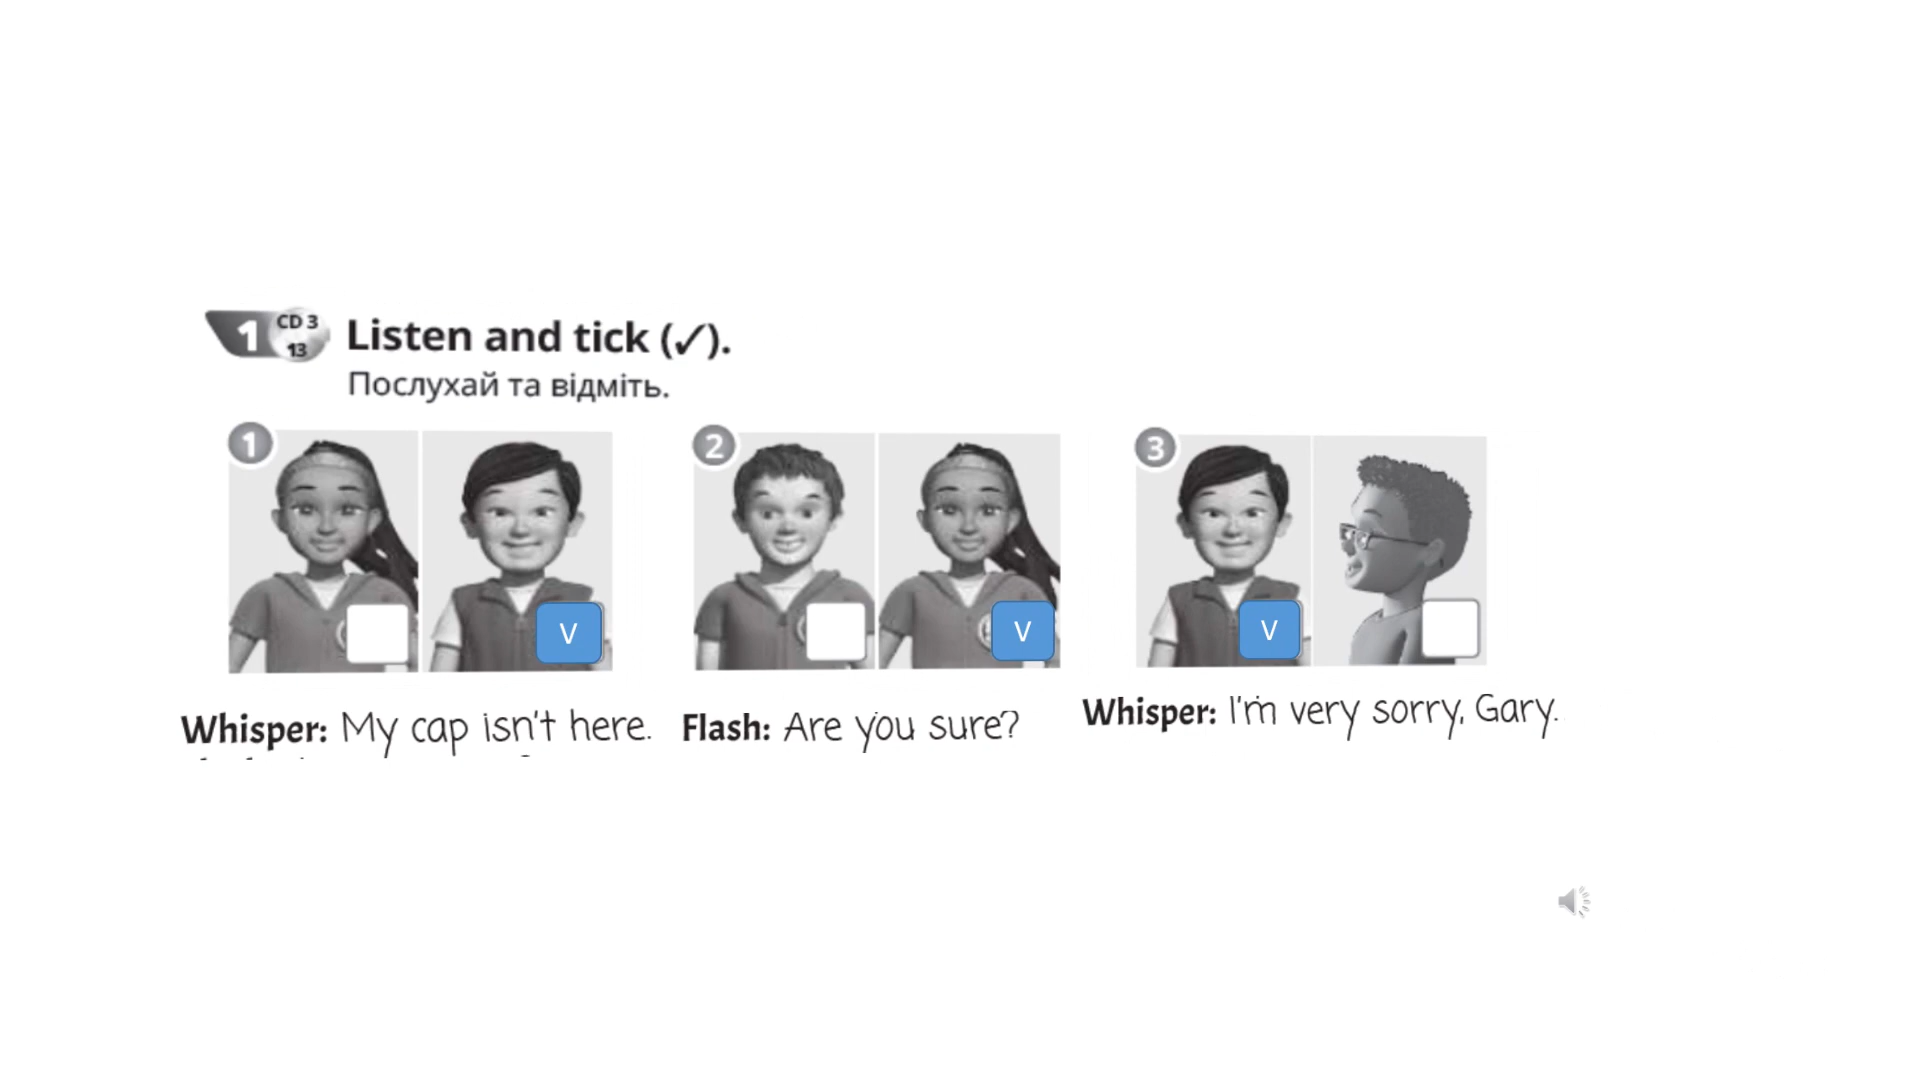 1 CD 3 13 Listen and tick (✓).
Послухай та відміть.
1 2 3
V V V
Whisper: My cap isn't here. Flash: Are you sure? Whisper: I'm very sorry, Gary.